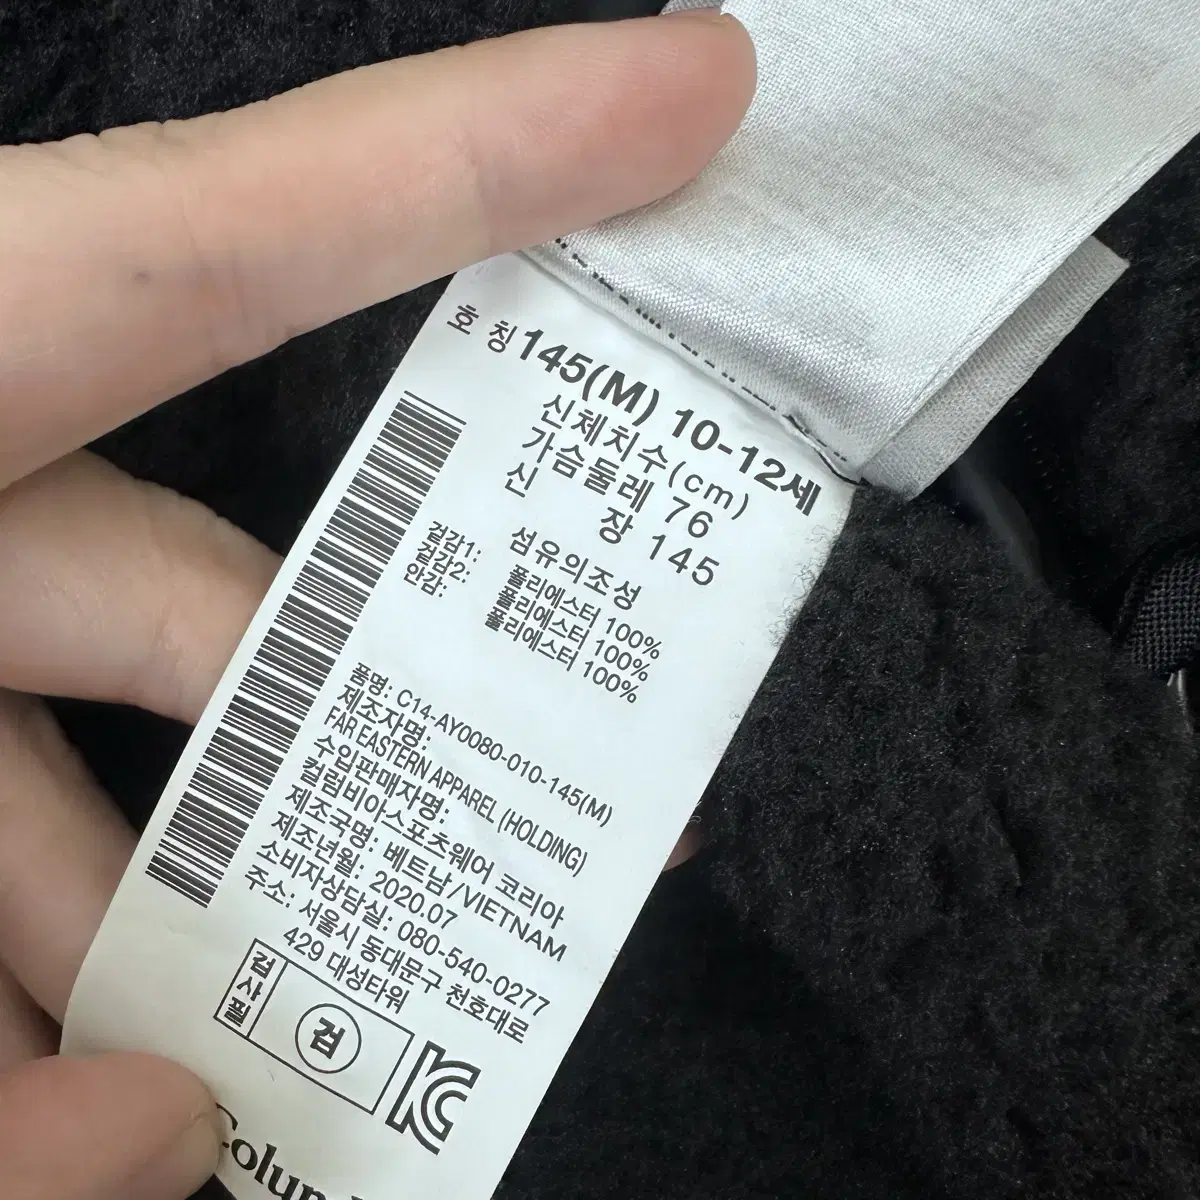 호 칭 145(M) 10-12세
신체치수(cm)
가슴둘레 76
신 장 145
섬유의조성
겉감1: 폴리에스터 100%
겉감2: 폴리에스터 100%
안감: 폴리에스터 100%
품명: C14-AY0080-010-145(M)
제조자명:
FAR EASTERN APPAREL (HOLDING)
수입판매자명:
컬럼비아스포츠웨어 코리아
제조국명: 베트남/VIETNAM
제조년월: 2020.07
소비자상담실: 080-540-0277
주소: 서울시 동대문구 천호대로
429 대성타워
검사필
검
KC